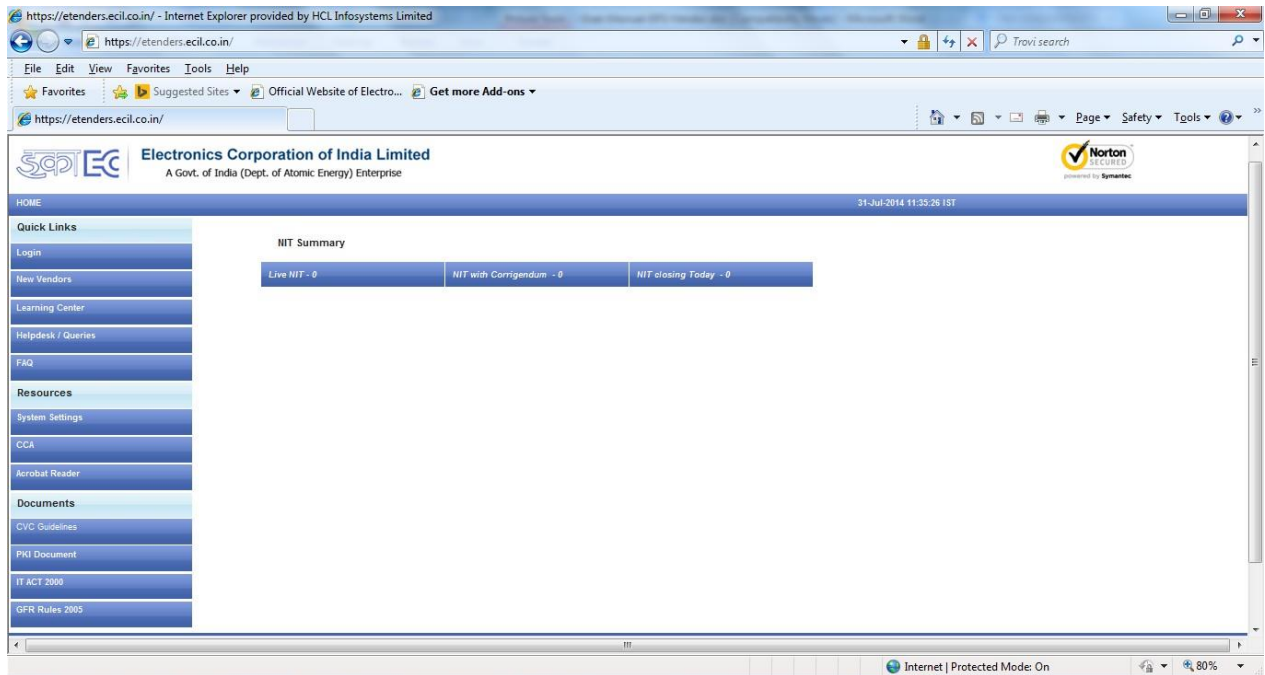 https://etenders.ecil.co.in/ - Internet Explorer provided by HCL Infosystems Limited
https://etenders.ecil.co.in/
Trovi search
File Edit View Favorites Tools Help
Favorites Suggested Sites Official Website of Electro... Get more Add-ons
https://etenders.ecil.co.in/
Page Safety Tools
ECIL Electronics Corporation of India Limited
A Govt. of India (Dept. of Atomic Energy) Enterprise
Norton
SECURED
powered by Symantec
HOME 31-Jul-2014 11:35:26 IST
Quick Links
NIT Summary
Login
Live NIT - 0 NIT with Corrigendum - 0 NIT closing Today - 0
New Vendors
Learning Center
Helpdesk / Queries
FAQ
Resources
System Settings
CCA
Acrobat Reader
Documents
CVC Guidelines
PKI Document
IT ACT 2000
GFR Rules 2005
Internet | Protected Mode: On 80%